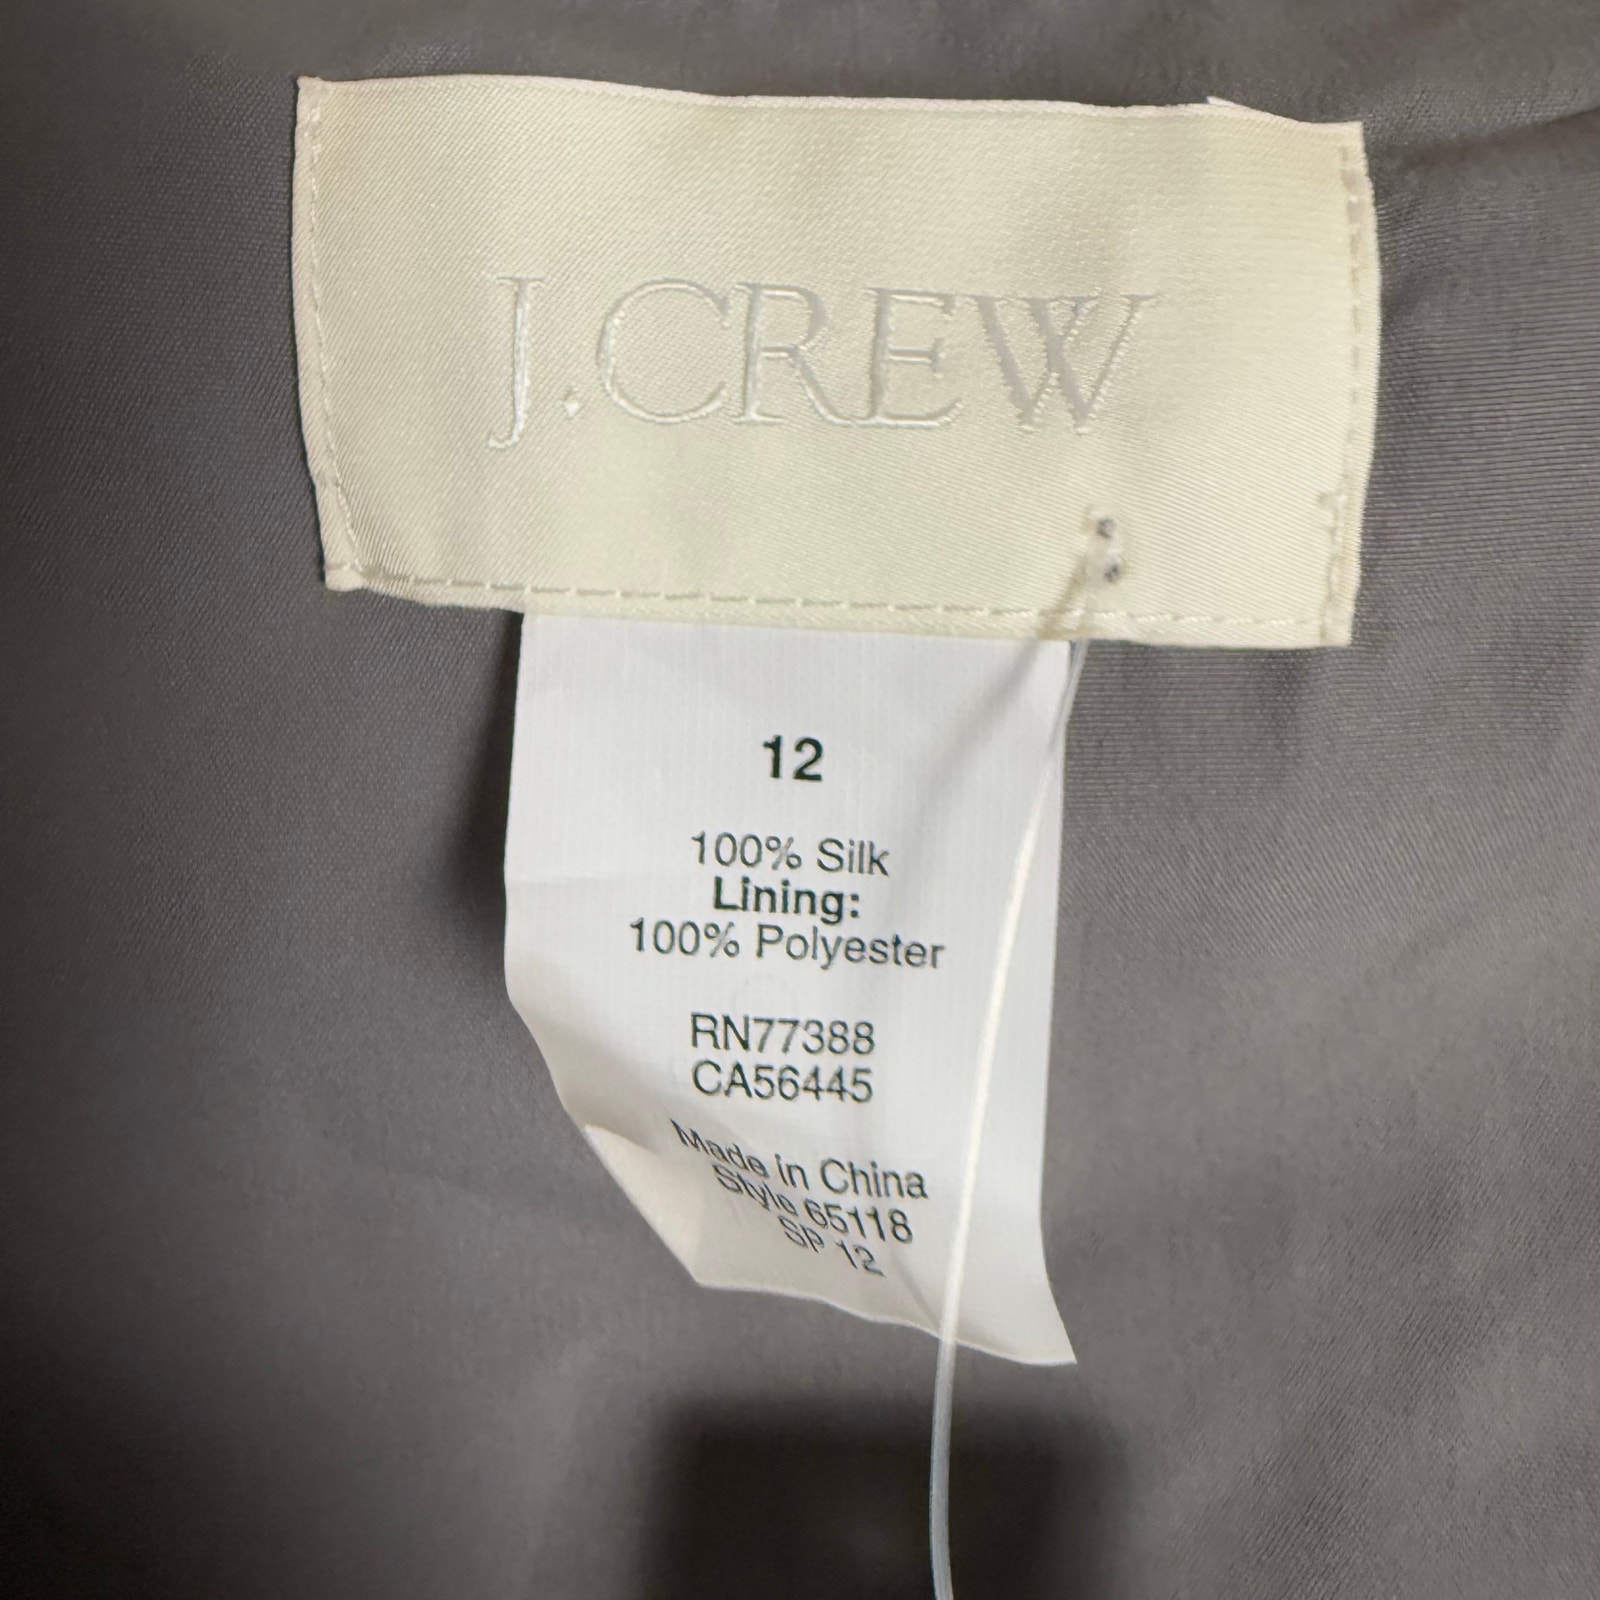 J.CREW
12
100% Silk
Lining:
100% Polyester
RN77388
CA56445
Made in China
Style 65118
SP 12